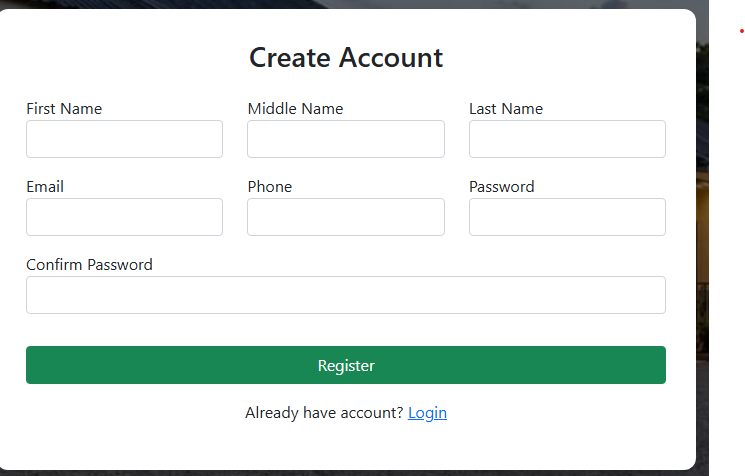 Create Account
First Name Middle Name Last Name
Email Phone Password
Confirm Password
Register
Already have account? Login